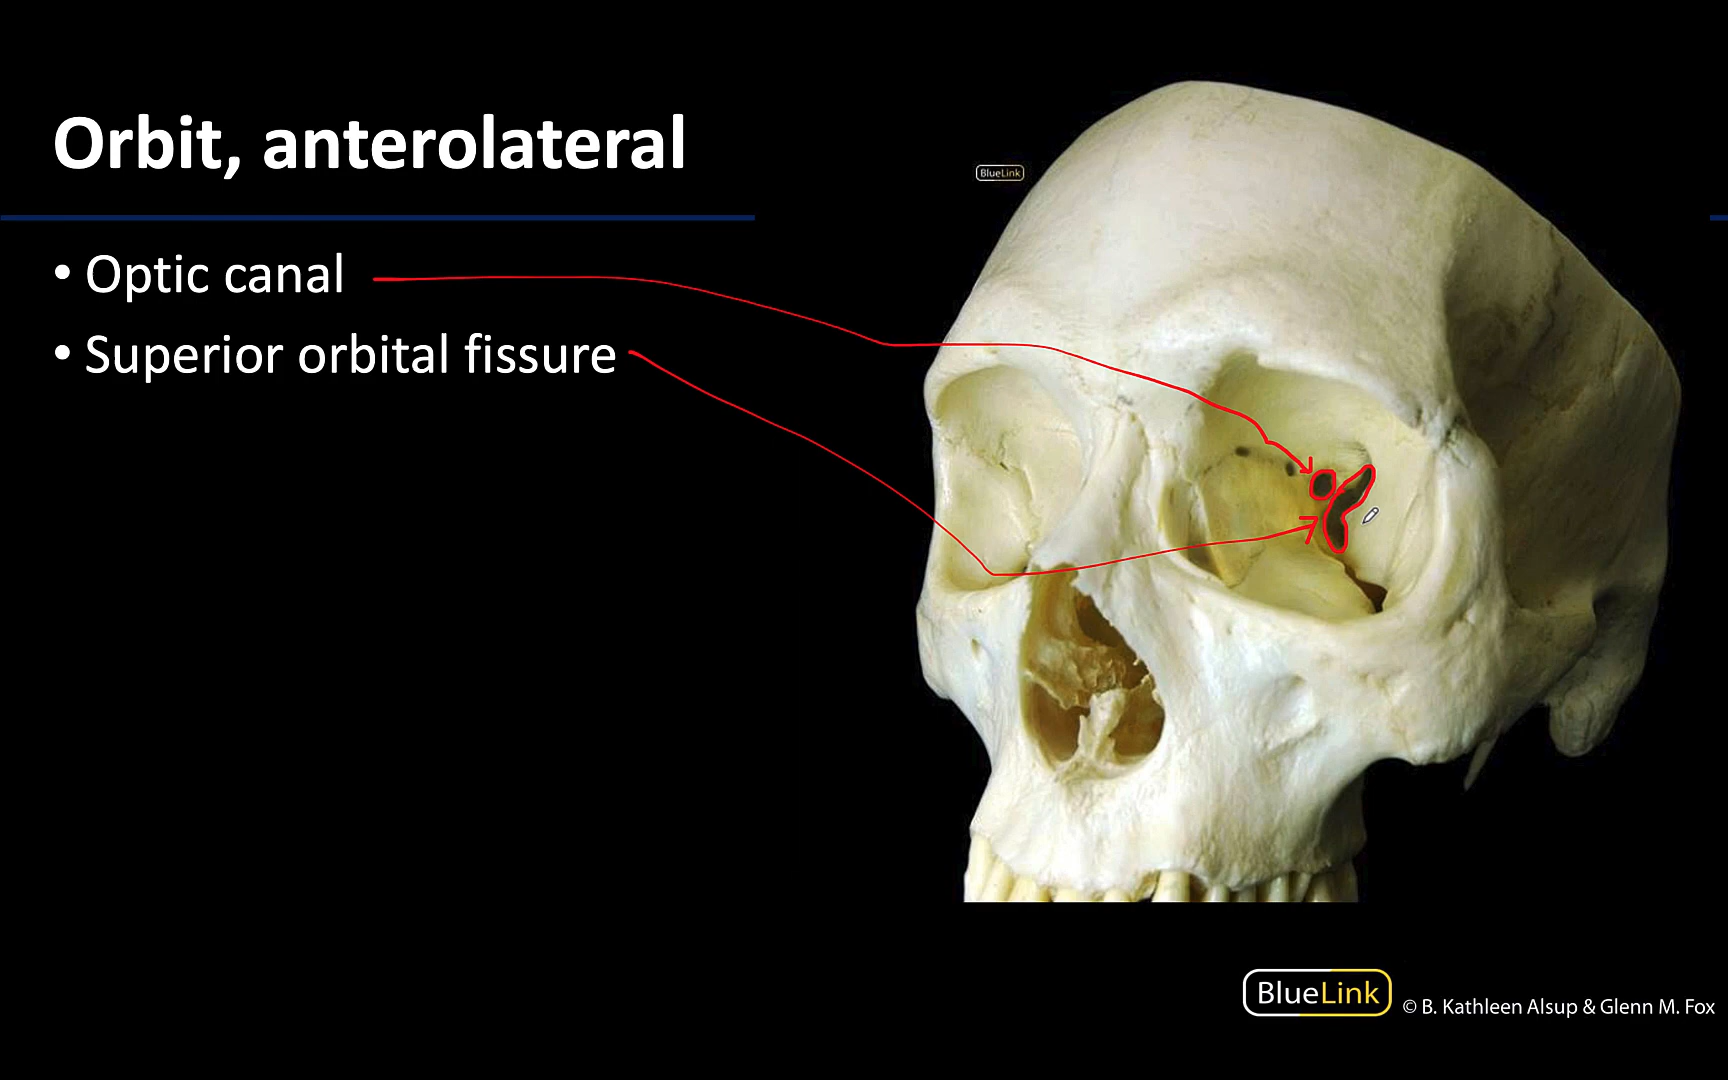 Orbit, anterolateral
BlueLink
• Optic canal
• Superior orbital fissure
BlueLink
© B. Kathleen Alsup & Glenn M. Fox